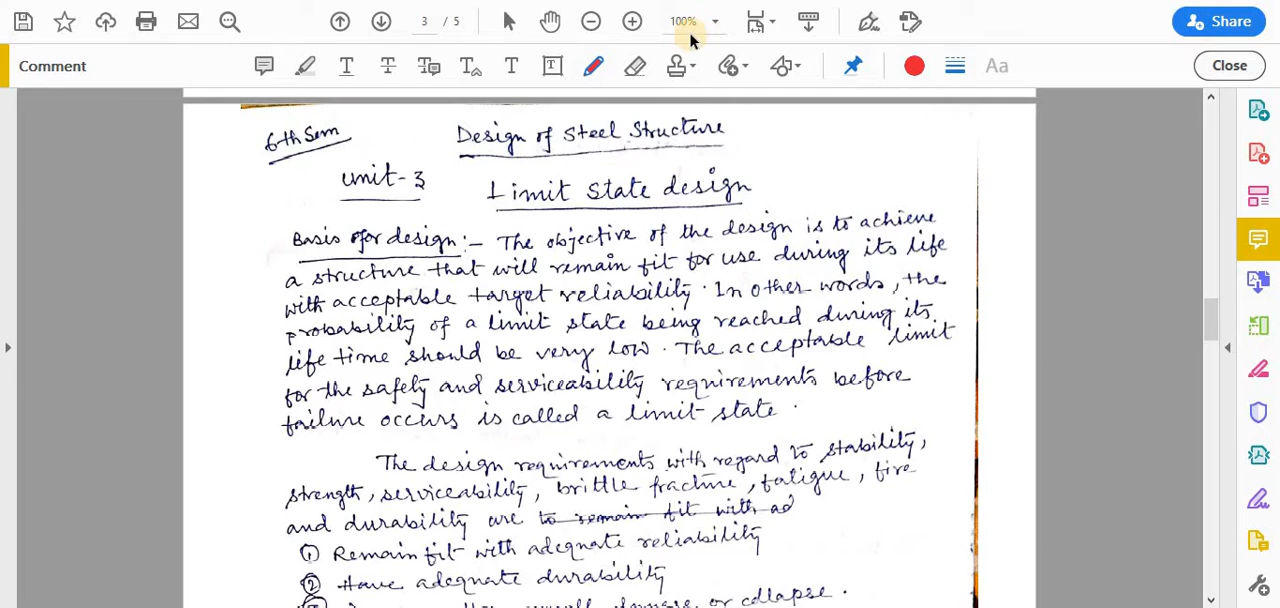 3 / 5
100%
Share
Comment
Close
6th Sem
Design of Steel Structure
Unit-3
Limit State design
Basis of for design :- The objective of the design is to achieve
a structure that will remain fit for use during its life
with acceptable target reliability. In other words, the
probability of a limit state being reached during its
life time should be very low. The acceptable limit
for the safety and serviceability requirements before
failure occurs is called a limit state.
The design requirements with regard to stability,
strength, serviceability, brittle fracture, fatigue, fire
and durability are to remain fit with ad
① Remain fit with adequate reliability
② Have adequate durability
damage or collapse.